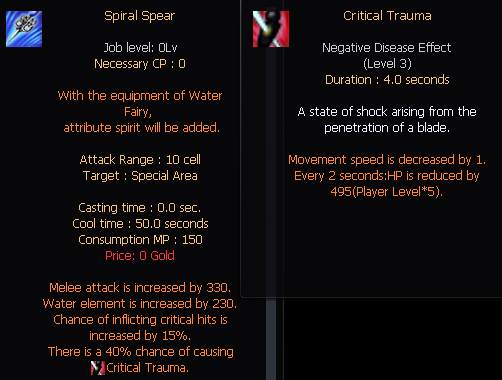 Spiral Spear
Job level: 0Lv
Necessary CP : 0
With the equipment of Water
Fairy,
attribute spirit will be added.
Attack Range : 10 cell
Target : Special Area
Casting time : 0.0 sec.
Cool time : 50.0 seconds
Consumption MP : 150
Price: 0 Gold
Melee attack is increased by 330.
Water element is increased by 230.
Chance of inflicting critical hits is
increased by 15%.
There is a 40% chance of causing
Critical Trauma.
Critical Trauma
Negative Disease Effect
(Level 3)
Duration : 4.0 seconds
A state of shock arising from the
penetration of a blade.
Movement speed is decreased by 1.
Every 2 seconds:HP is reduced by
495(Player Level*5).